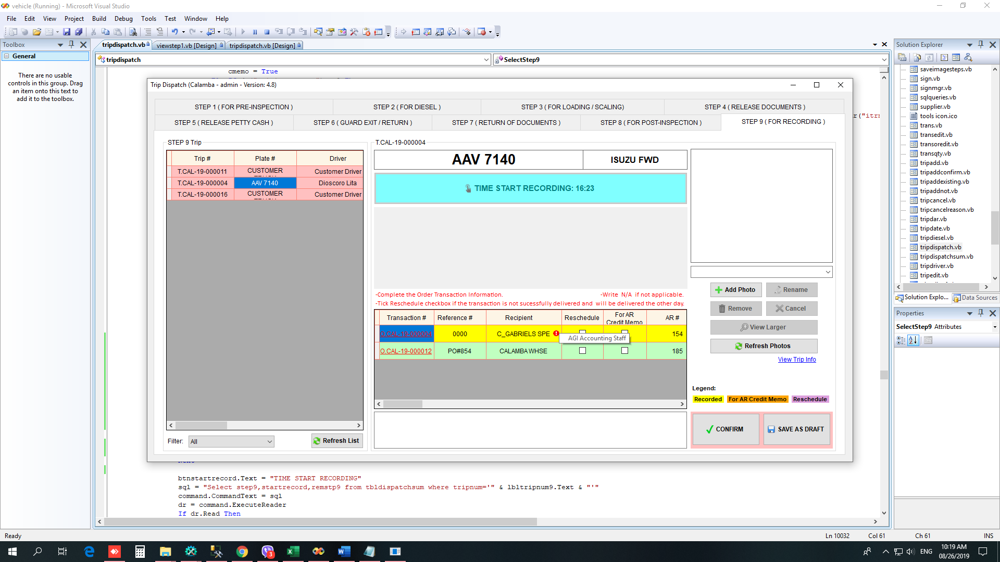 vehicle (Running) - Microsoft Visual Studio
File Edit View Project Build Debug Tools Test Window Help
Toolbox
General
There are no usable
controls in this group. Drag
an item onto this text to
add it to the toolbox.
tripdispatch.vb viewstep1.vb [Design] tripdispatch.vb [Design]
tripdispatch SelectStep9
cmemo = True
Trip Dispatch (Calamba - admin - Version: 4.8)
STEP 1 ( FOR PRE-INSPECTION ) STEP 2 ( FOR DIESEL ) STEP 3 ( FOR LOADING / SCALING) STEP 4 ( RELEASE DOCUMENTS )
STEP 5 ( RELEASE PETTY CASH ) STEP 6 ( GUARD EXIT / RETURN ) STEP 7 ( RETURN OF DOCUMENTS ) STEP 8 ( FOR POST-INSPECTION ) STEP 9 ( FOR RECORDING )
STEP 9 Trip
Trip # Plate # Driver
T.CAL-19-000011 CUSTOMER Customer Driver
T.CAL-19-000004 AAV 7140 Dioscoro Lita
T.CAL-19-000016 CUSTOMER Customer Driver
Filter: All Refresh List
T.CAL-19-000004
AAV 7140 ISUZU FWD
TIME START RECORDING: 16:23
-Complete the Order Transaction Information. -Write N/A if not applicable.
-Tick Reschedule checkbox if the transaction is not sucessfully delivered and will be delivered the other day.
Transaction # Reference # Recipient Reschedule For AR Credit Memo AR #
O.CAL-19-000004 0000 C_GABRIELS SPE 154
AGI Accounting Staff
O.CAL-19-000012 PO#854 CALAMBA WHSE 185
Add Photo Rename
Remove Cancel
View Larger
Refresh Photos
View Trip Info
Legend:
Recorded For AR Credit Memo Reschedule
CONFIRM SAVE AS DRAFT
r("itrn
btnstartrecord.Text = "TIME START RECORDING"
sql = "Select step9,startrecord,remstp9 from tbldispatchsum where tripnum='" & lbltripnum9.Text & "'"
command.CommandText = sql
dr = command.ExecuteReader
If dr.Read Then
Solution Explorer
saveimagesteps.vb
sign.vb
signmgr.vb
sqlqueries.vb
supplier.vb
tools icon.ico
trans.vb
transedit.vb
transoredit.vb
transqty.vb
tripadd.vb
tripaddconfirm.vb
tripaddexisting.vb
tripaddnot.vb
tripcancel.vb
tripcancelreason.vb
tripdar.vb
tripdate.vb
tripdiesel.vb
tripdispatch.vb
tripdispatchsum.vb
tripdriver.vb
tripedit.vb
Solution Explo... Data Sources
Properties
SelectStep9 Attributes
Ready Ln 10032 Col 61 Ch 61 INS
3
ENG
10:19 AM
08/26/2019